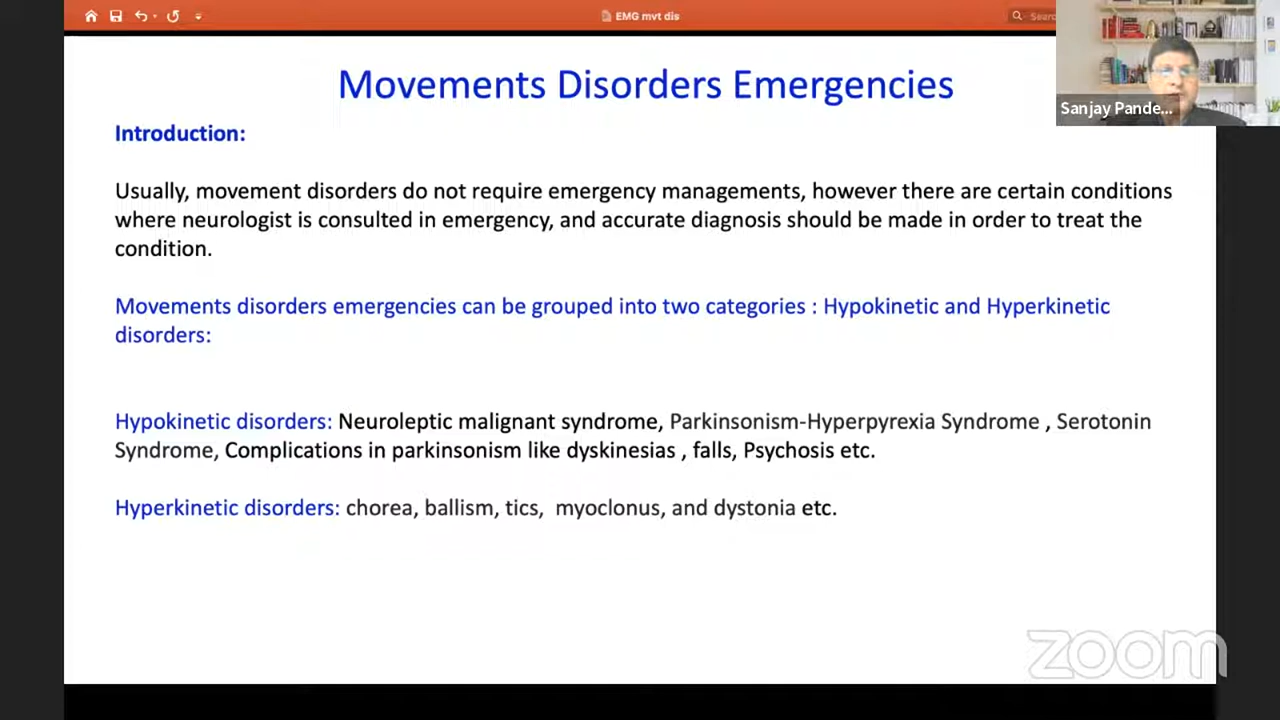 EMG mvt dis
Movements Disorders Emergencies
Sanjay Pande...
Introduction:
Usually, movement disorders do not require emergency managements, however there are certain conditions
where neurologist is consulted in emergency, and accurate diagnosis should be made in order to treat the
condition.
Movements disorders emergencies can be grouped into two categories : Hypokinetic and Hyperkinetic
disorders:
Hypokinetic disorders: Neuroleptic malignant syndrome, Parkinsonism-Hyperpyrexia Syndrome , Serotonin
Syndrome, Complications in parkinsonism like dyskinesias , falls, Psychosis etc.
Hyperkinetic disorders: chorea, ballism, tics, myoclonus, and dystonia etc.
zoom